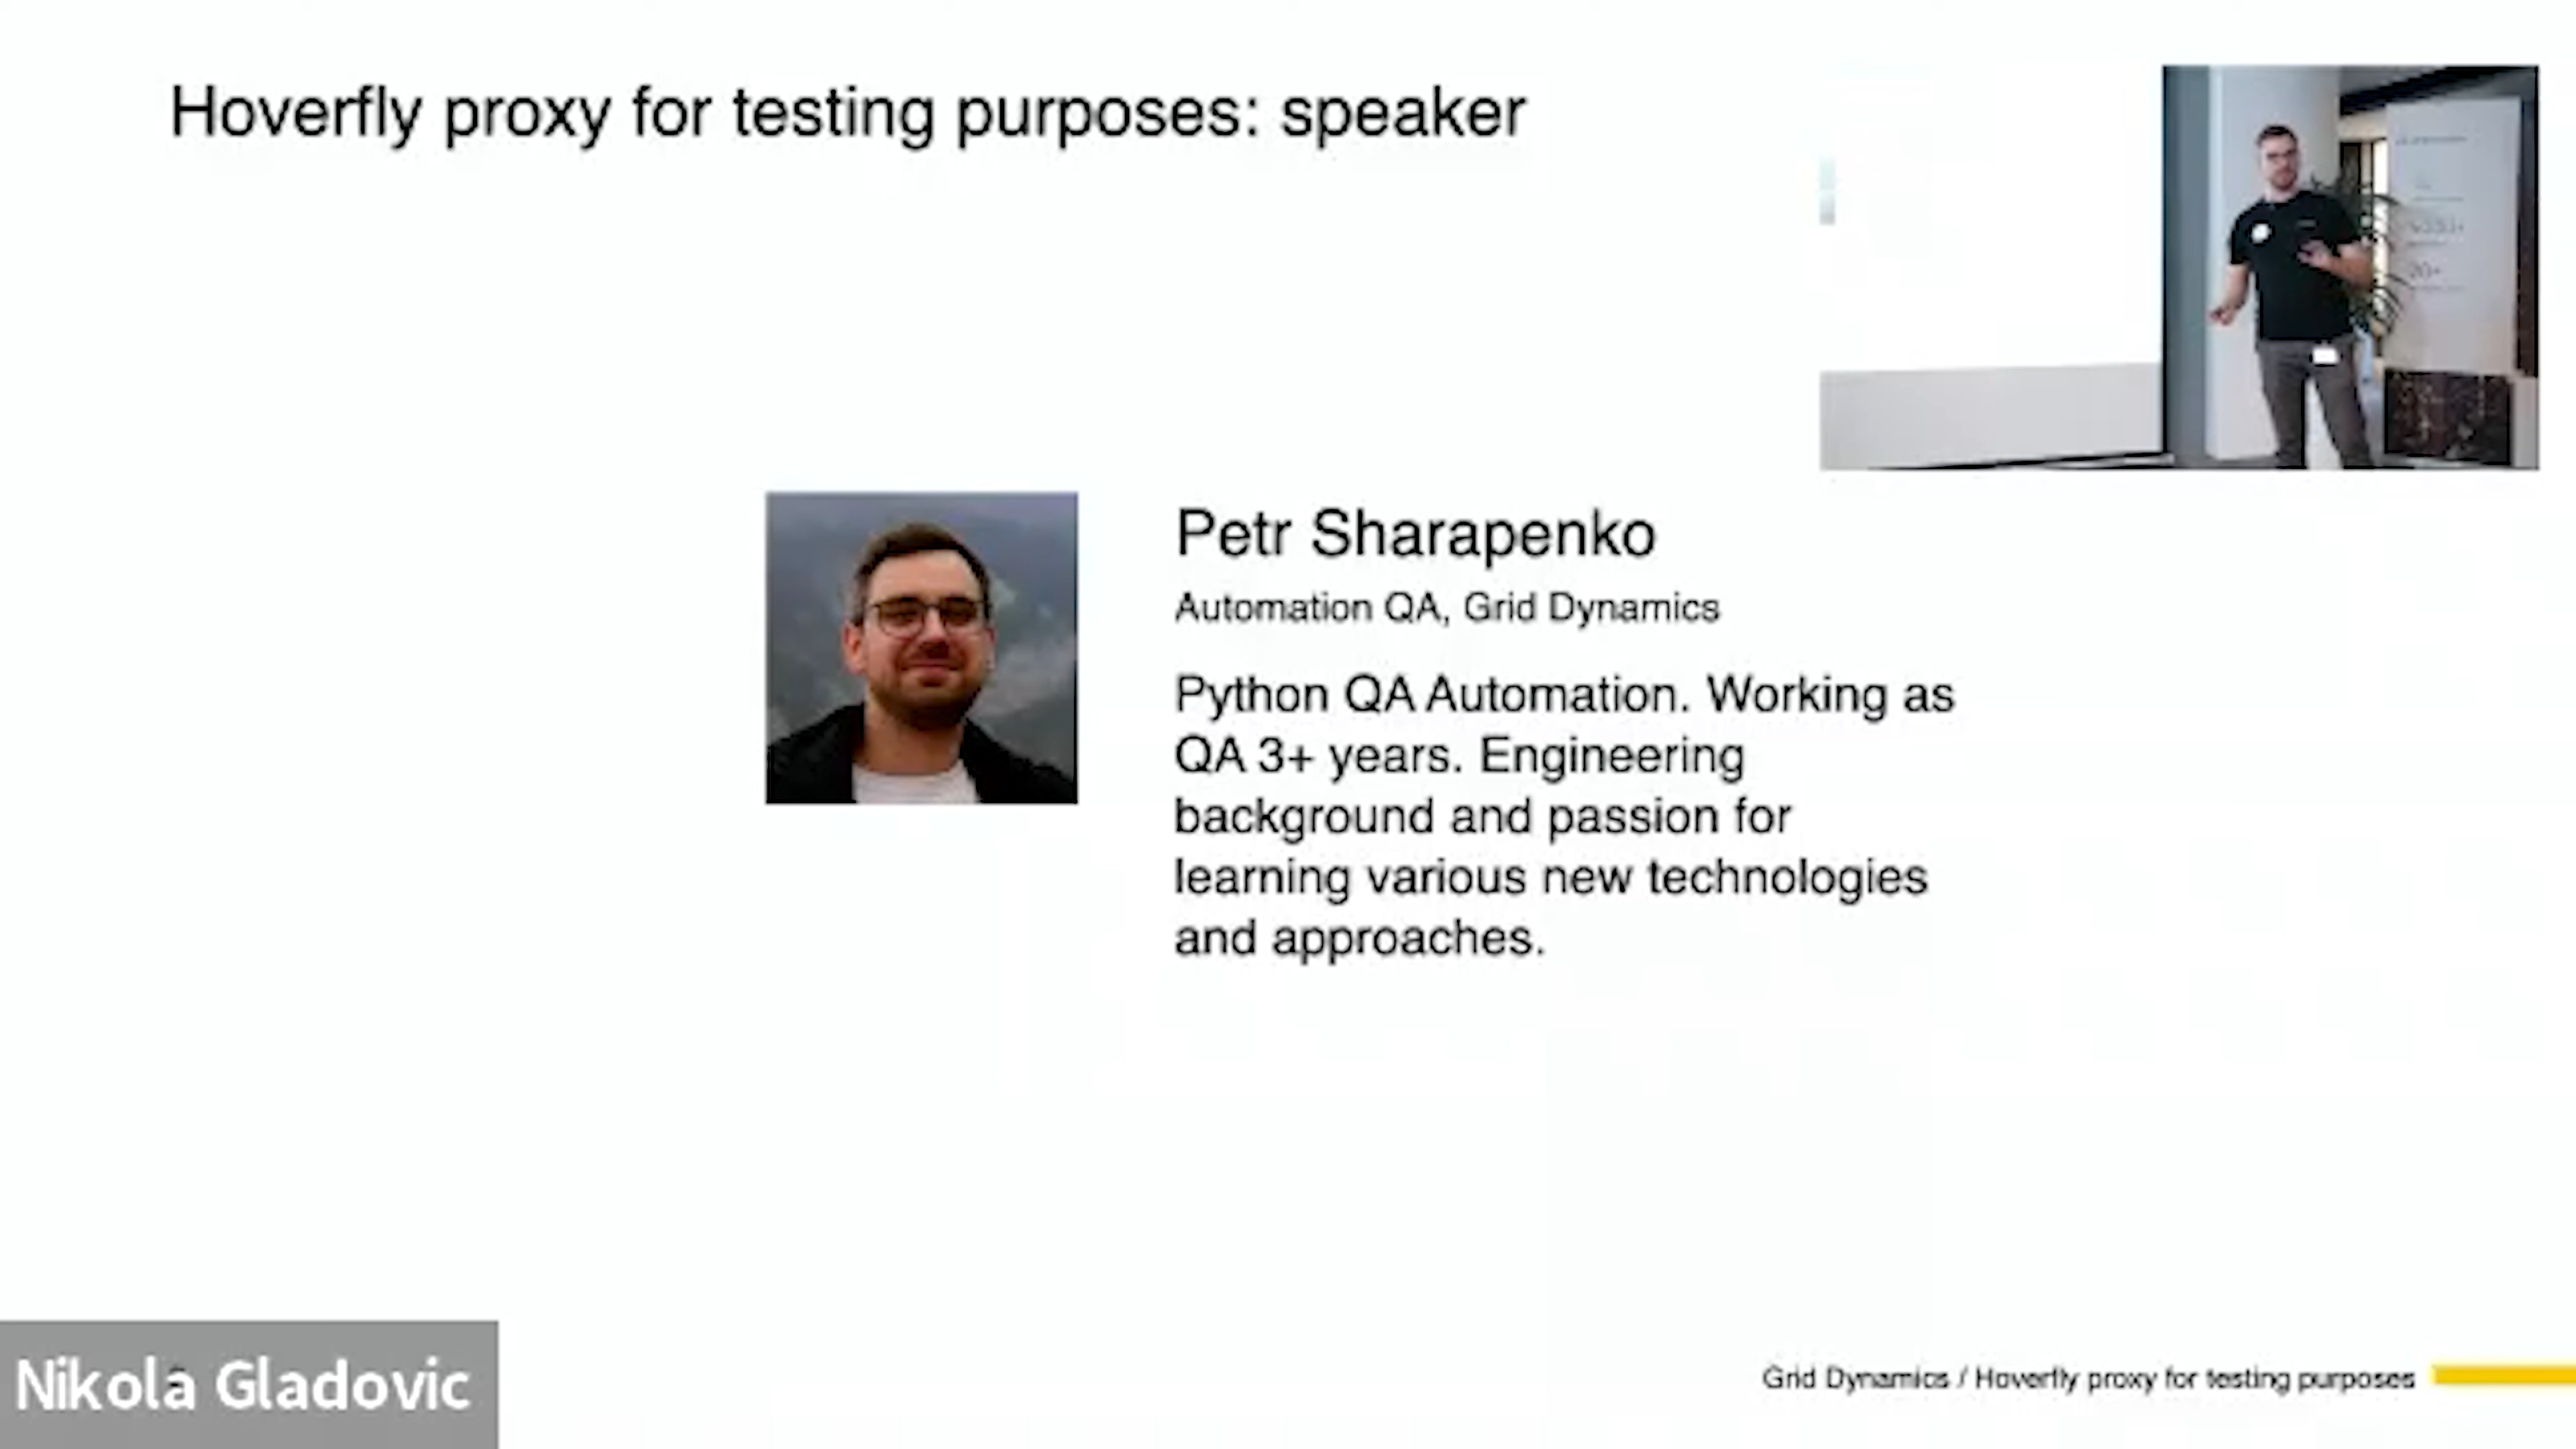 Hoverfly proxy for testing purposes: speaker
Petr Sharapenko
Automation QA, Grid Dynamics
Python QA Automation. Working as
QA 3+ years. Engineering
background and passion for
learning various new technologies
and approaches.
Nikola Gladovic
Grid Dynamics / Hoverfly proxy for testing purposes